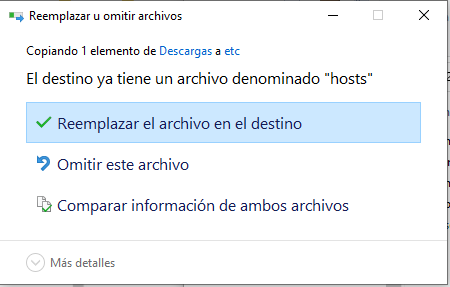 Reemplazar u omitir archivos
Copiando 1 elemento de Descargas a etc
El destino ya tiene un archivo denominado "hosts"
Reemplazar el archivo en el destino
Omitir este archivo
Comparar información de ambos archivos
Más detalles